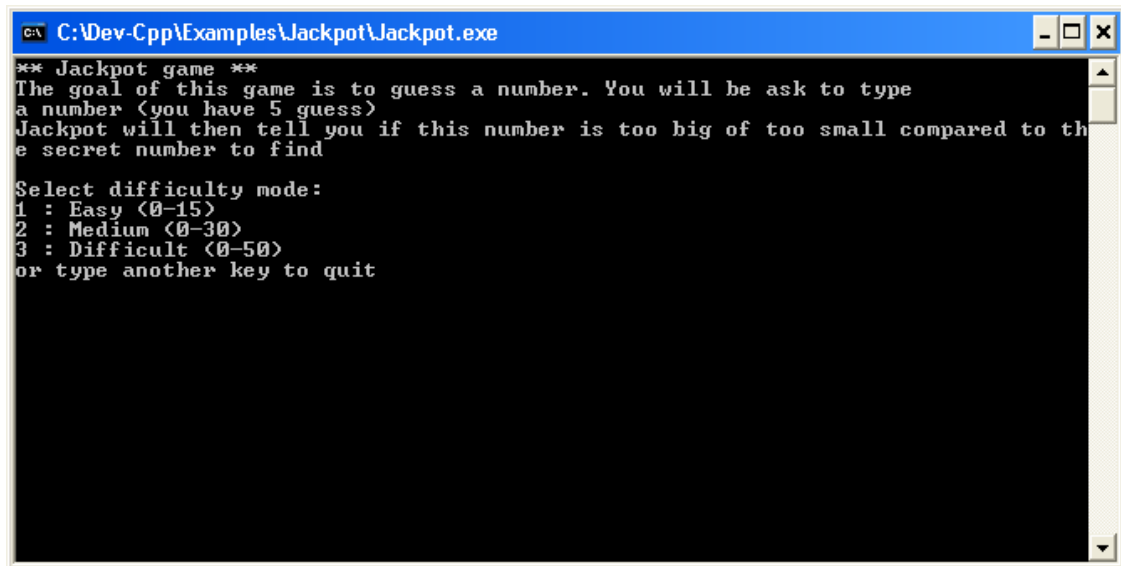 C:\Dev-Cpp\Examples\Jackpot\Jackpot.exe
** Jackpot game **
The goal of this game is to guess a number. You will be ask to type
a number (you have 5 guess)
Jackpot will then tell you if this number is too big of too small compared to th
e secret number to find
Select difficulty mode:
1 : Easy (0-15)
2 : Medium (0-30)
3 : Difficult (0-50)
or type another key to quit